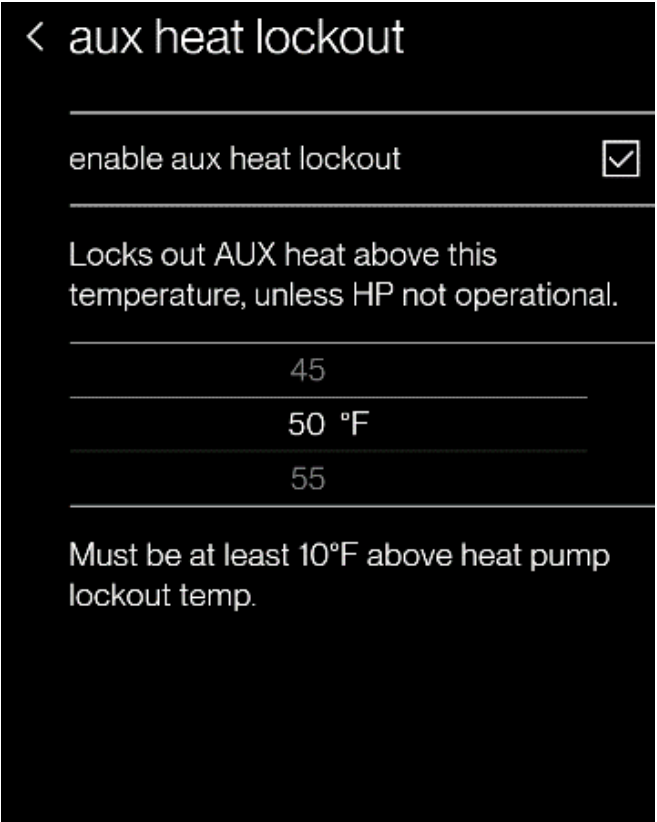 < aux heat lockout
enable aux heat lockout
Locks out AUX heat above this
temperature, unless HP not operational.
45
50 °F
55
Must be at least 10°F above heat pump
lockout temp.